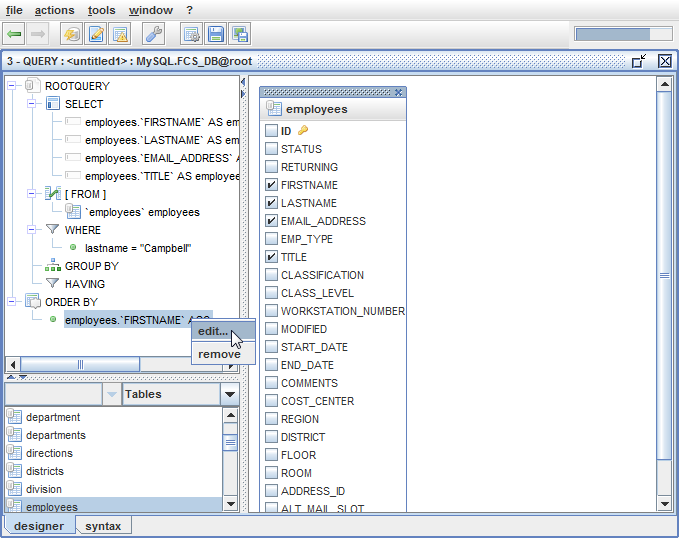 file actions tools window ?
3 - QUERY : <untitled1> : MySQL.FCS_DB@root
ROOTQUERY
SELECT
employees.`FIRSTNAME` AS em
employees.`LASTNAME` AS em
employees.`EMAIL_ADDRESS` A
employees.`TITLE` AS employee
[ FROM ]
`employees` employees
WHERE
lastname = "Campbell"
GROUP BY
HAVING
ORDER BY
employees.`FIRSTNAME`
edit...
remove
Tables
department
departments
directions
districts
division
employees
employees
ID
STATUS
RETURNING
FIRSTNAME
LASTNAME
EMAIL_ADDRESS
EMP_TYPE
TITLE
CLASSIFICATION
CLASS_LEVEL
WORKSTATION_NUMBER
MODIFIED
START_DATE
END_DATE
COMMENTS
COST_CENTER
REGION
DISTRICT
FLOOR
ROOM
ADDRESS_ID
ALT_MAIL_SLOT
designer syntax